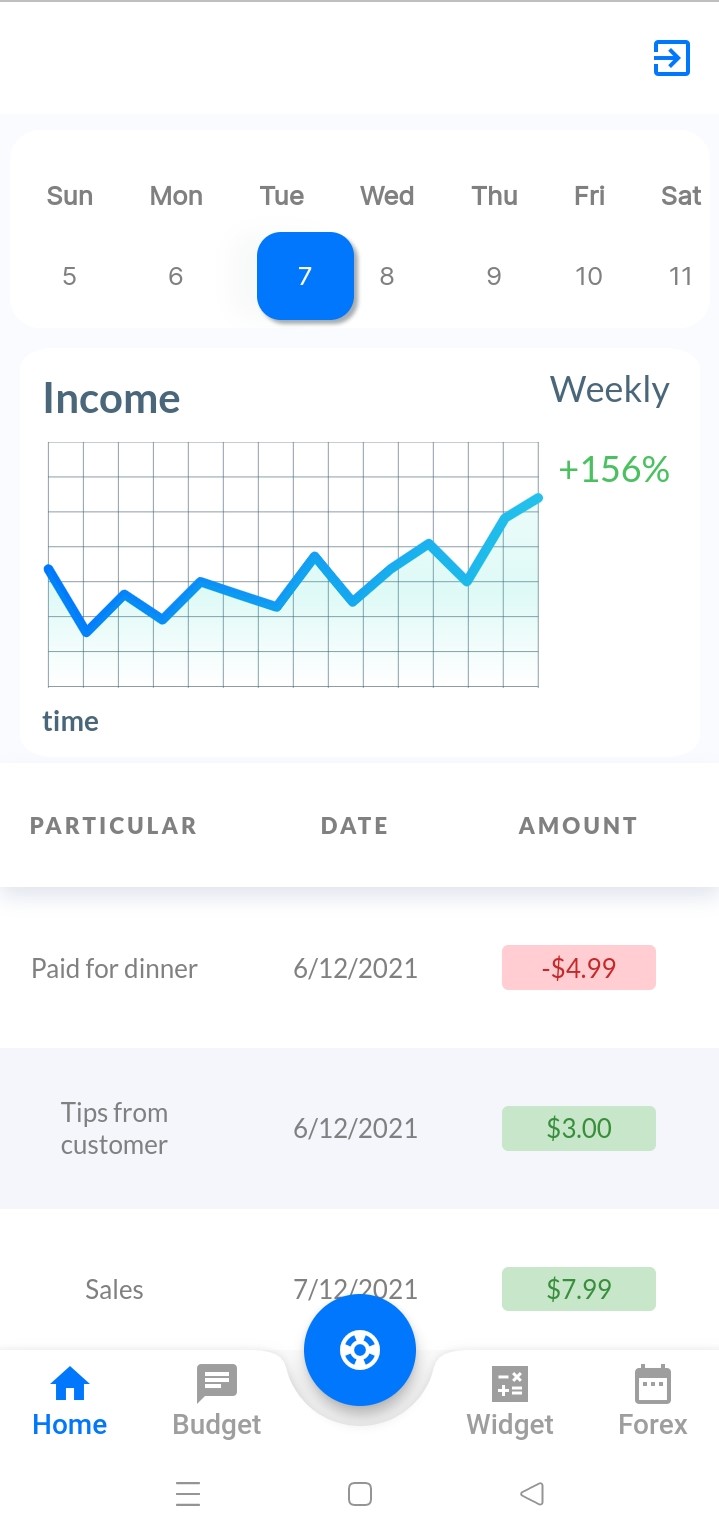 Sun Mon Tue Wed Thu Fri Sat
5 6 7 8 9 10 11
Income Weekly
+156%
time
PARTICULAR DATE AMOUNT
Paid for dinner 6/12/2021 -$4.99
Tips from
customer 6/12/2021 $3.00
Sales 7/12/2021 $7.99
Home Budget Widget Forex